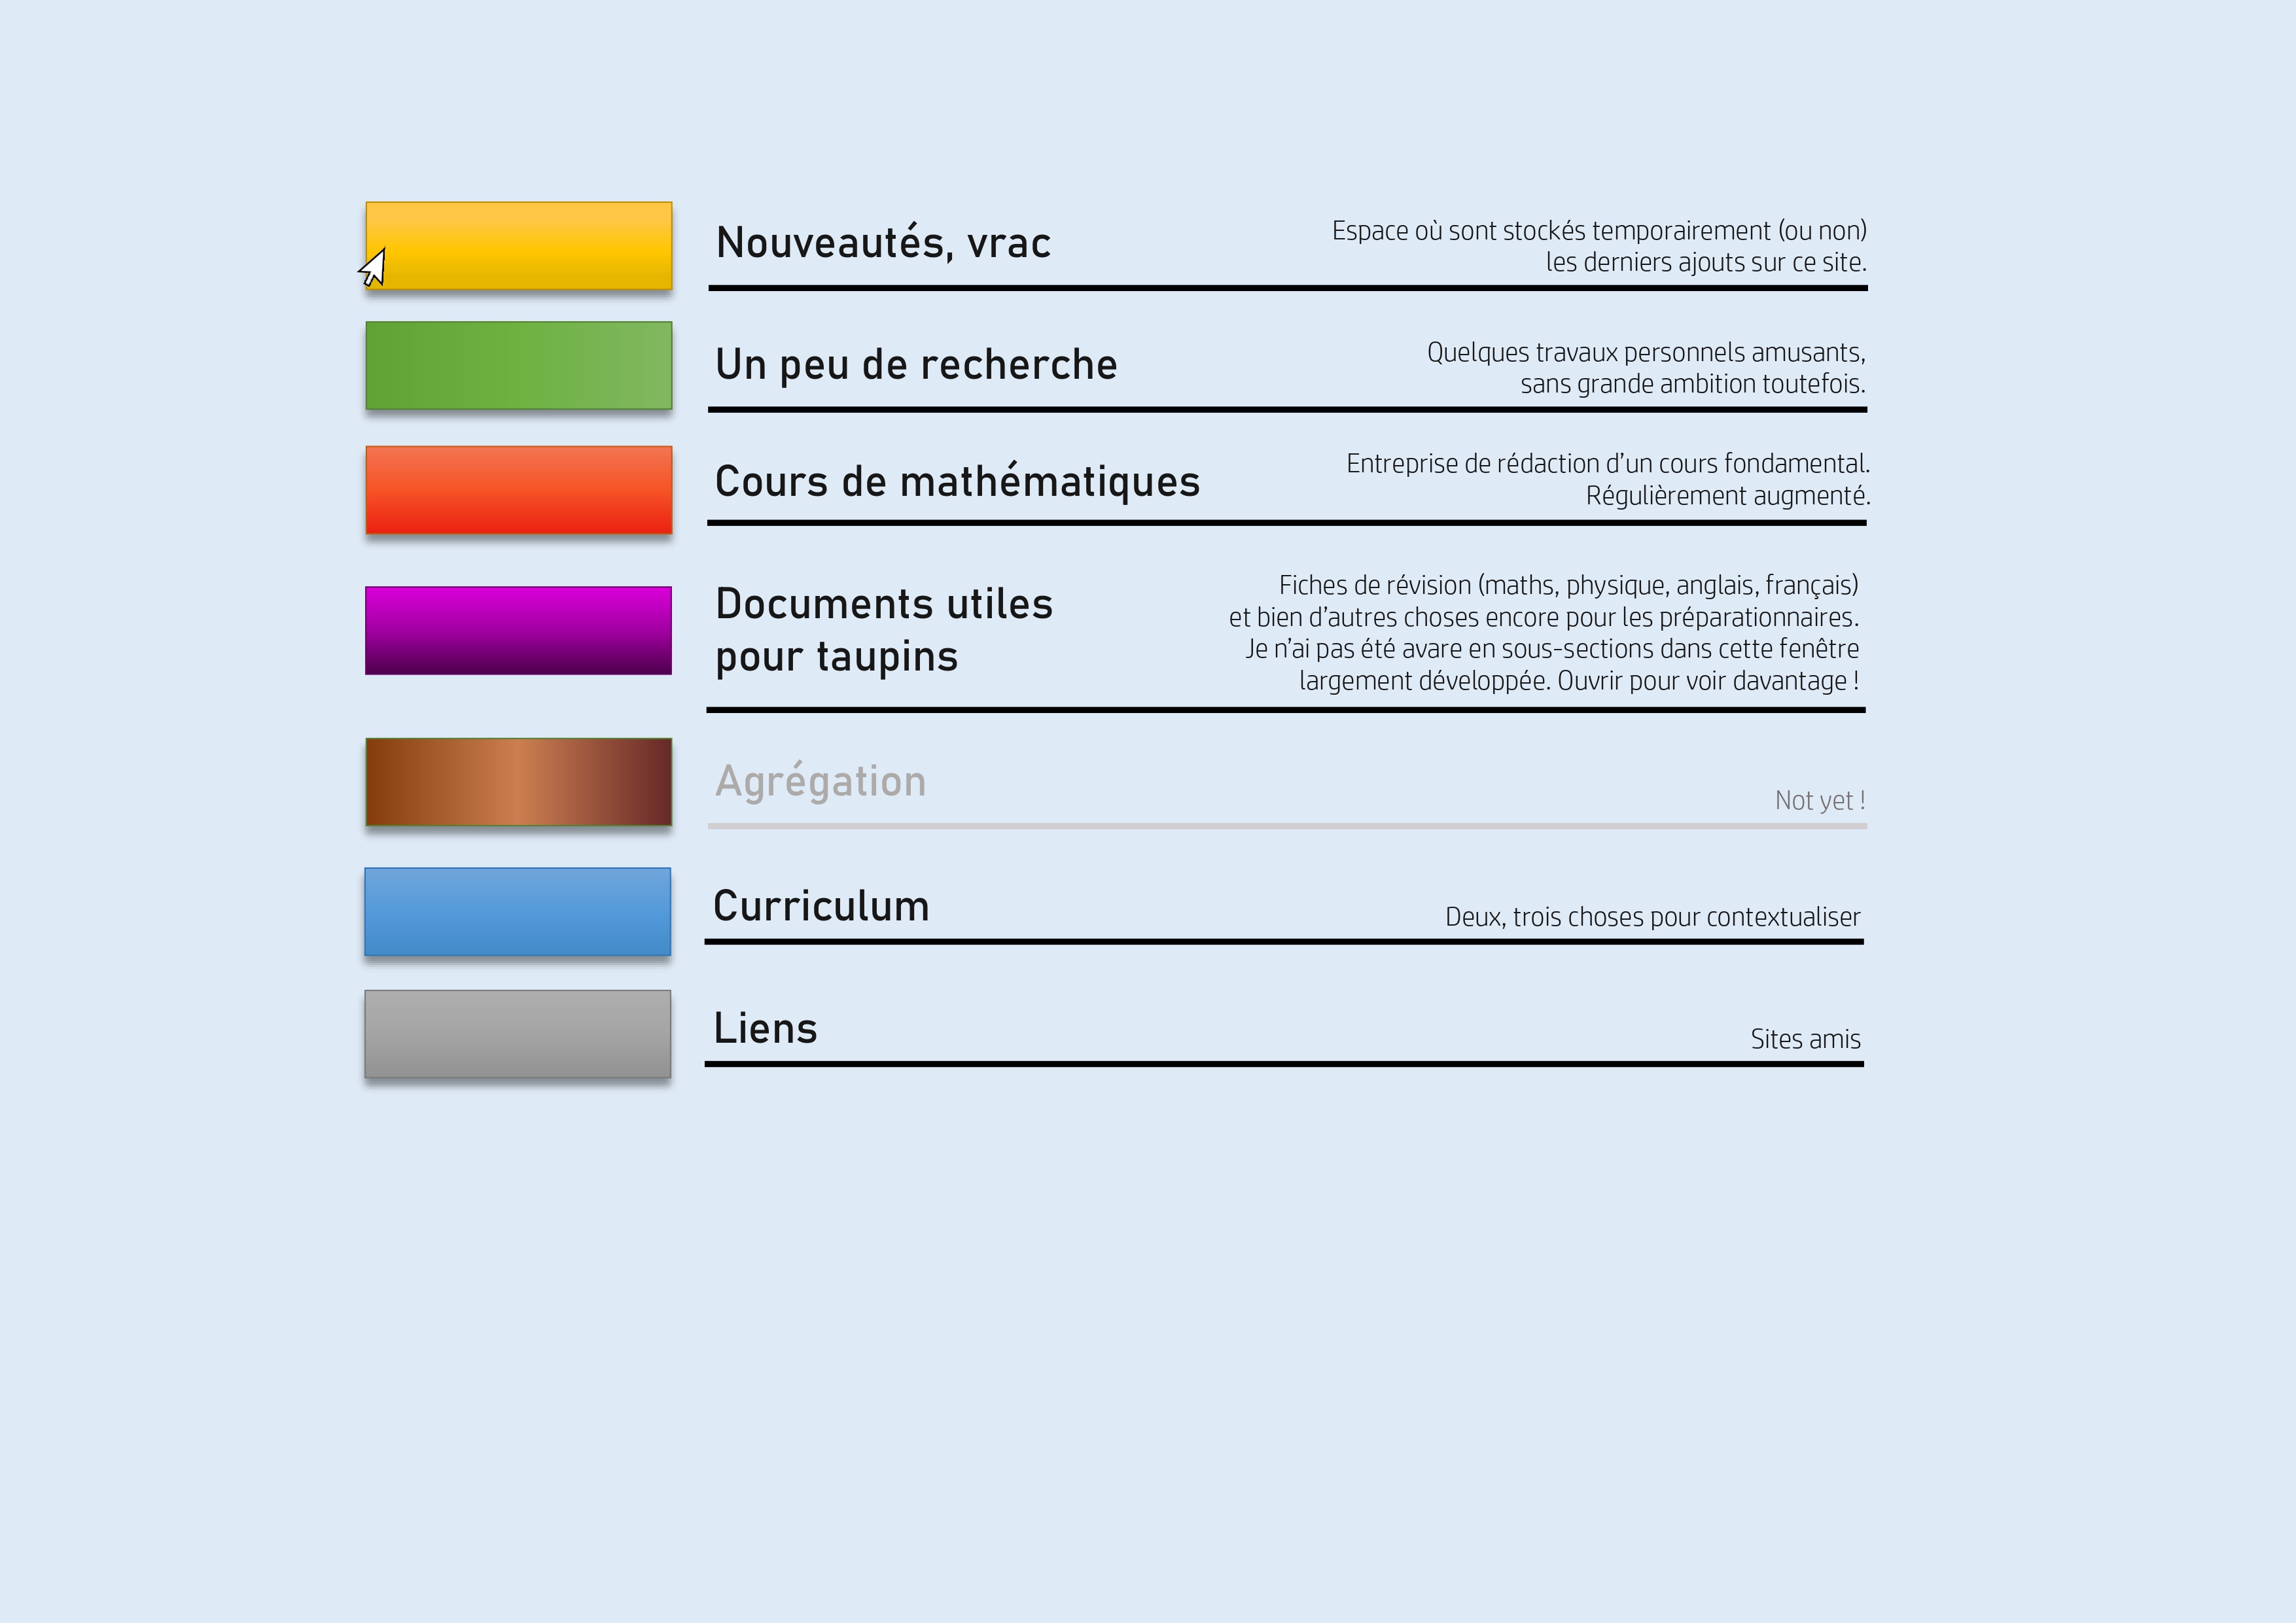 Nouveautés, vrac
Espace où sont stockés temporairement (ou non)
les derniers ajouts sur ce site.
Un peu de recherche
Quelques travaux personnels amusants,
sans grande ambition toutefois.
Cours de mathématiques
Entreprise de rédaction d’un cours fondamental.
Régulièrement augmenté.
Documents utiles
pour taupins
Fiches de révision (maths, physique, anglais, français)
et bien d’autres choses encore pour les préparationnaires.
Je n’ai pas été avare en sous-sections dans cette fenêtre
largement développée. Ouvrir pour voir davantage !
Agrégation
Not yet !
Curriculum
Deux, trois choses pour contextualiser
Liens
Sites amis